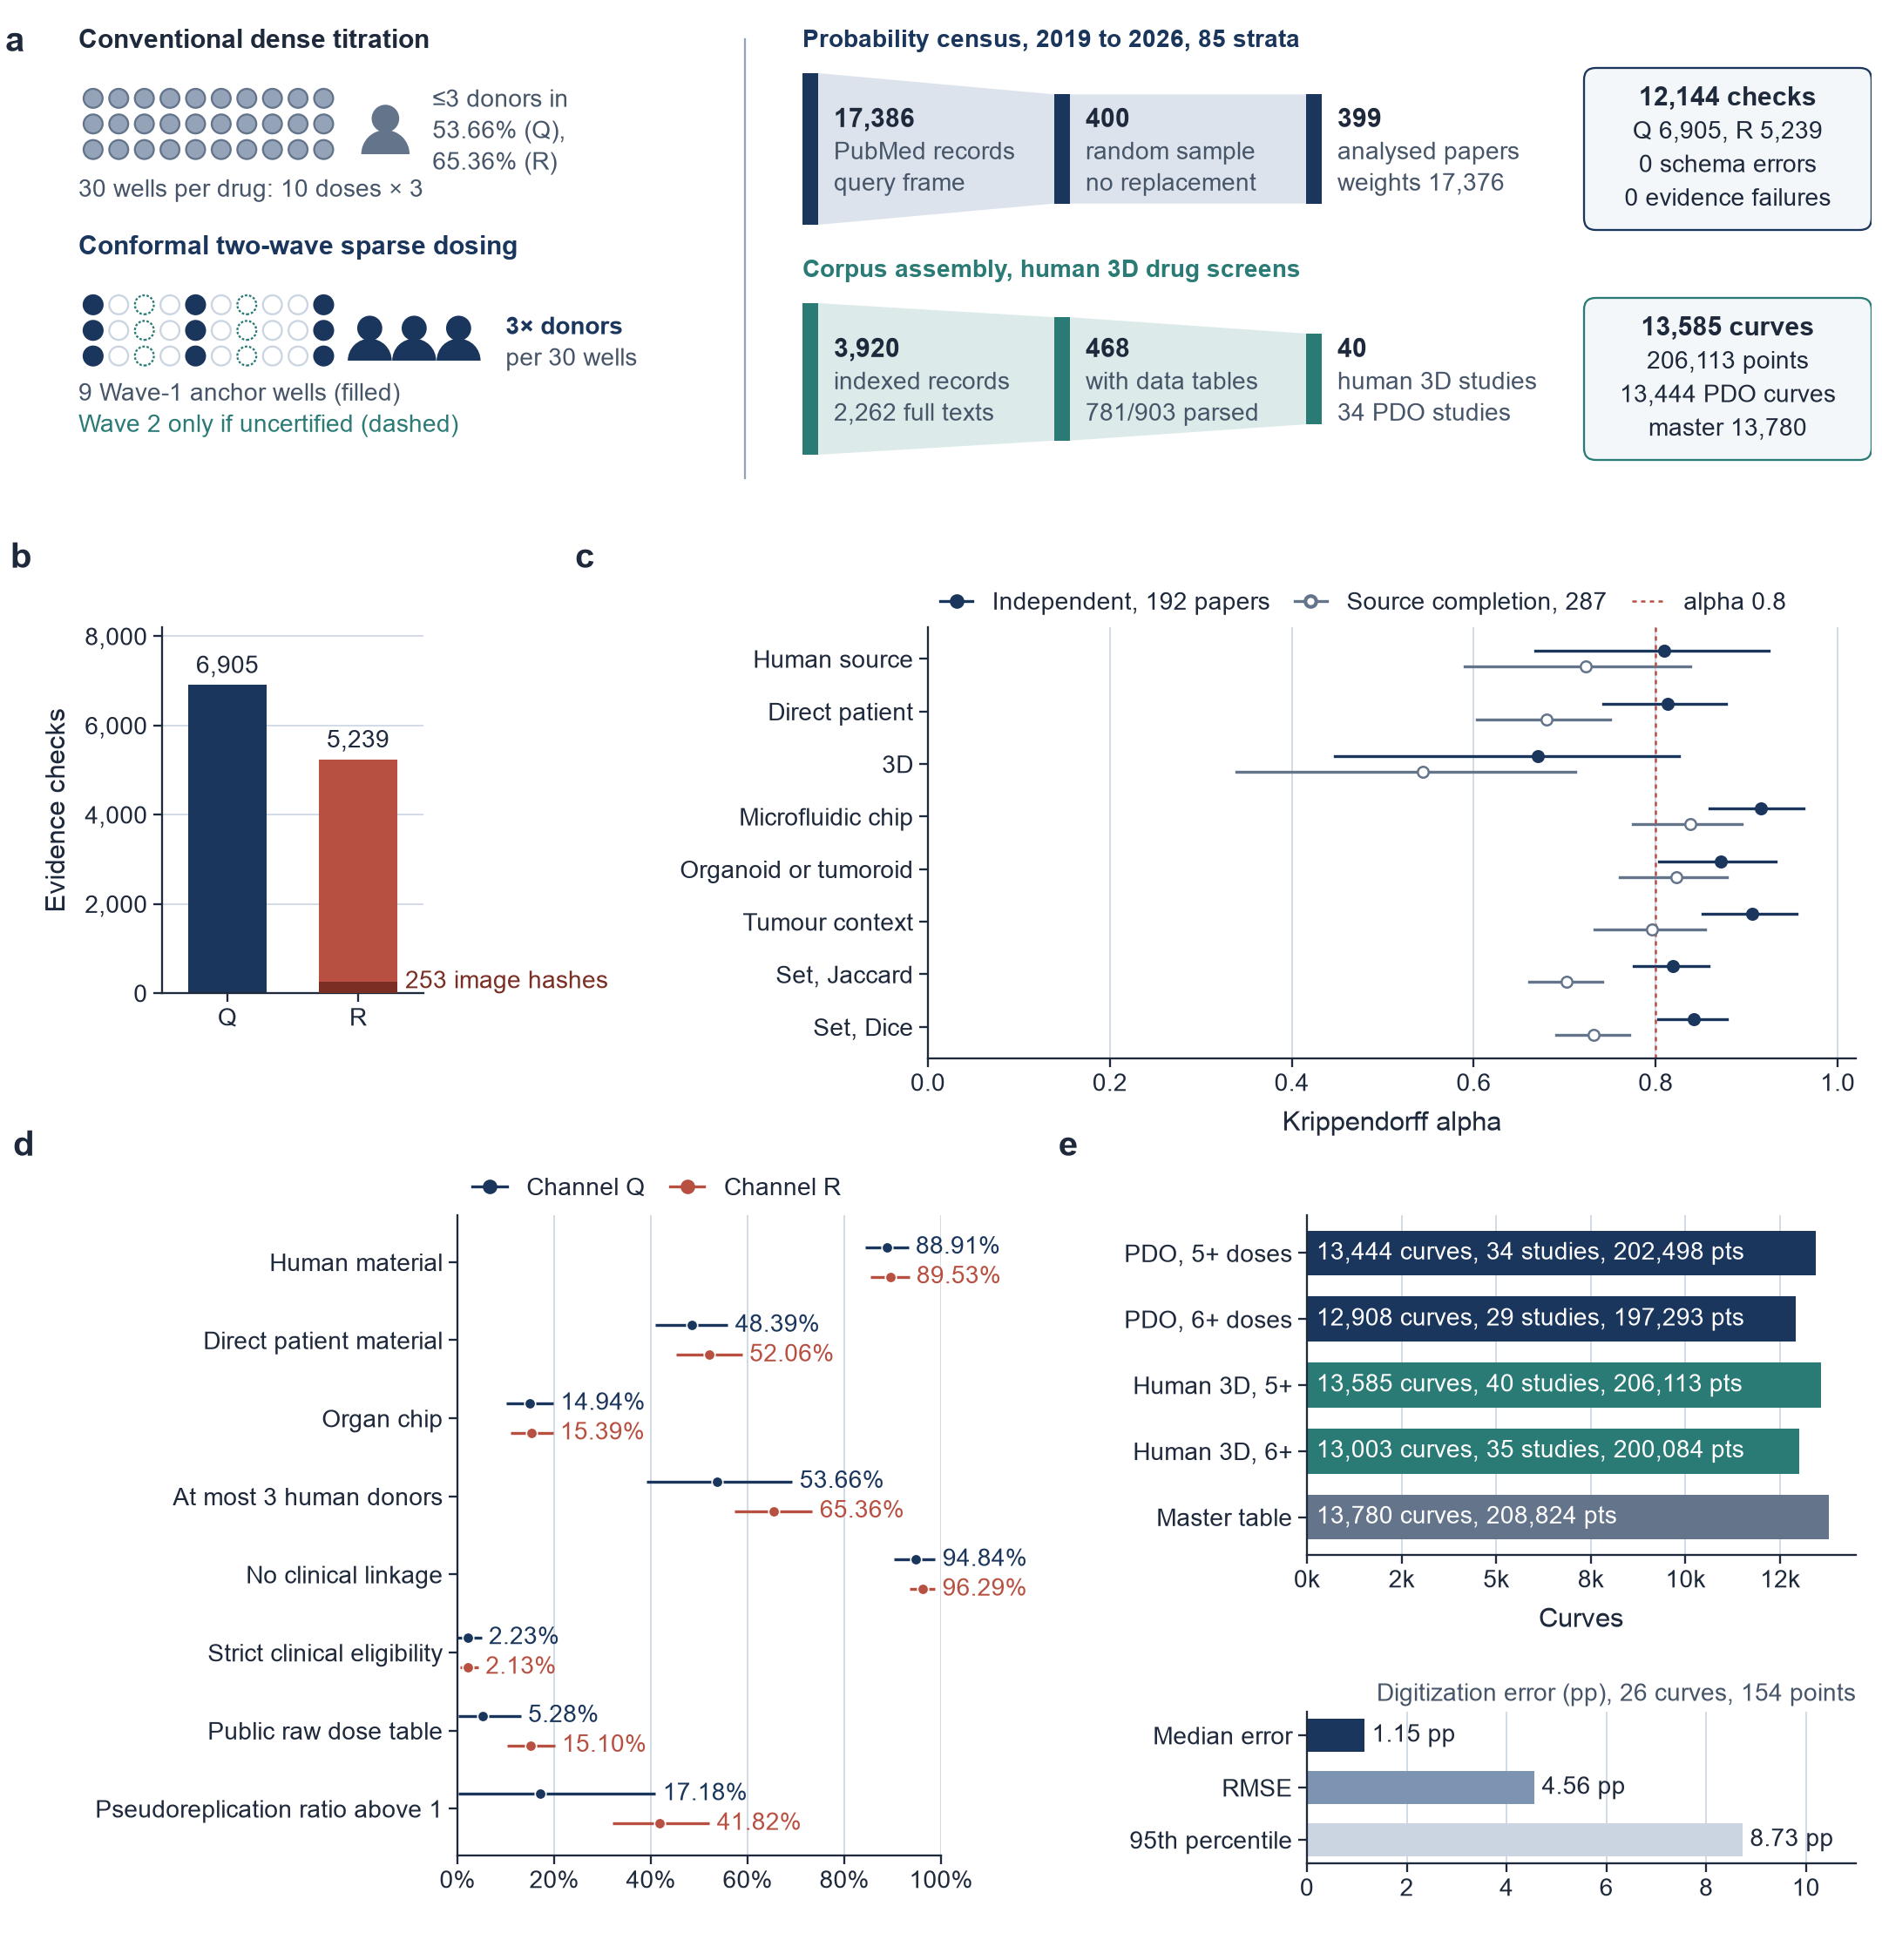 a
Conventional dense titration
≤3 donors in
53.66% (Q),
65.36% (R)
30 wells per drug: 10 doses × 3
Conformal two-wave sparse dosing
3× donors
per 30 wells
9 Wave-1 anchor wells (filled)
Wave 2 only if uncertified (dashed)
Probability census, 2019 to 2026, 85 strata
17,386
PubMed records
query frame
400
random sample
no replacement
399
analysed papers
weights 17,376
12,144 checks
Q 6,905, R 5,239
0 schema errors
0 evidence failures
Corpus assembly, human 3D drug screens
3,920
indexed records
2,262 full texts
468
with data tables
781/903 parsed
40
human 3D studies
34 PDO studies
13,585 curves
206,113 points
13,444 PDO curves
master 13,780
b
8,000
6,000
4,000
2,000
0
Evidence checks
6,905
5,239
253 image hashes
Q
R
c
Independent, 192 papers
Source completion, 287
alpha 0.8
Human source
Direct patient
3D
Microfluidic chip
Organoid or tumoroid
Tumour context
Set, Jaccard
Set, Dice
0.0
0.2
0.4
0.6
0.8
1.0
Krippendorff alpha
d
Channel Q
Channel R
Human material
88.91%
89.53%
Direct patient material
48.39%
52.06%
Organ chip
14.94%
15.39%
At most 3 human donors
53.66%
65.36%
No clinical linkage
94.84%
96.29%
Strict clinical eligibility
2.23%
2.13%
Public raw dose table
5.28%
15.10%
Pseudoreplication ratio above 1
17.18%
41.82%
0%
20%
40%
60%
80%
100%
e
PDO, 5+ doses
13,444 curves, 34 studies, 202,498 pts
PDO, 6+ doses
12,908 curves, 29 studies, 197,293 pts
Human 3D, 5+
13,585 curves, 40 studies, 206,113 pts
Human 3D, 6+
13,003 curves, 35 studies, 200,084 pts
Master table
13,780 curves, 208,824 pts
0k
2k
5k
8k
10k
12k
Curves
Digitization error (pp), 26 curves, 154 points
Median error
1.15 pp
RMSE
4.56 pp
95th percentile
8.73 pp
0
2
4
6
8
10